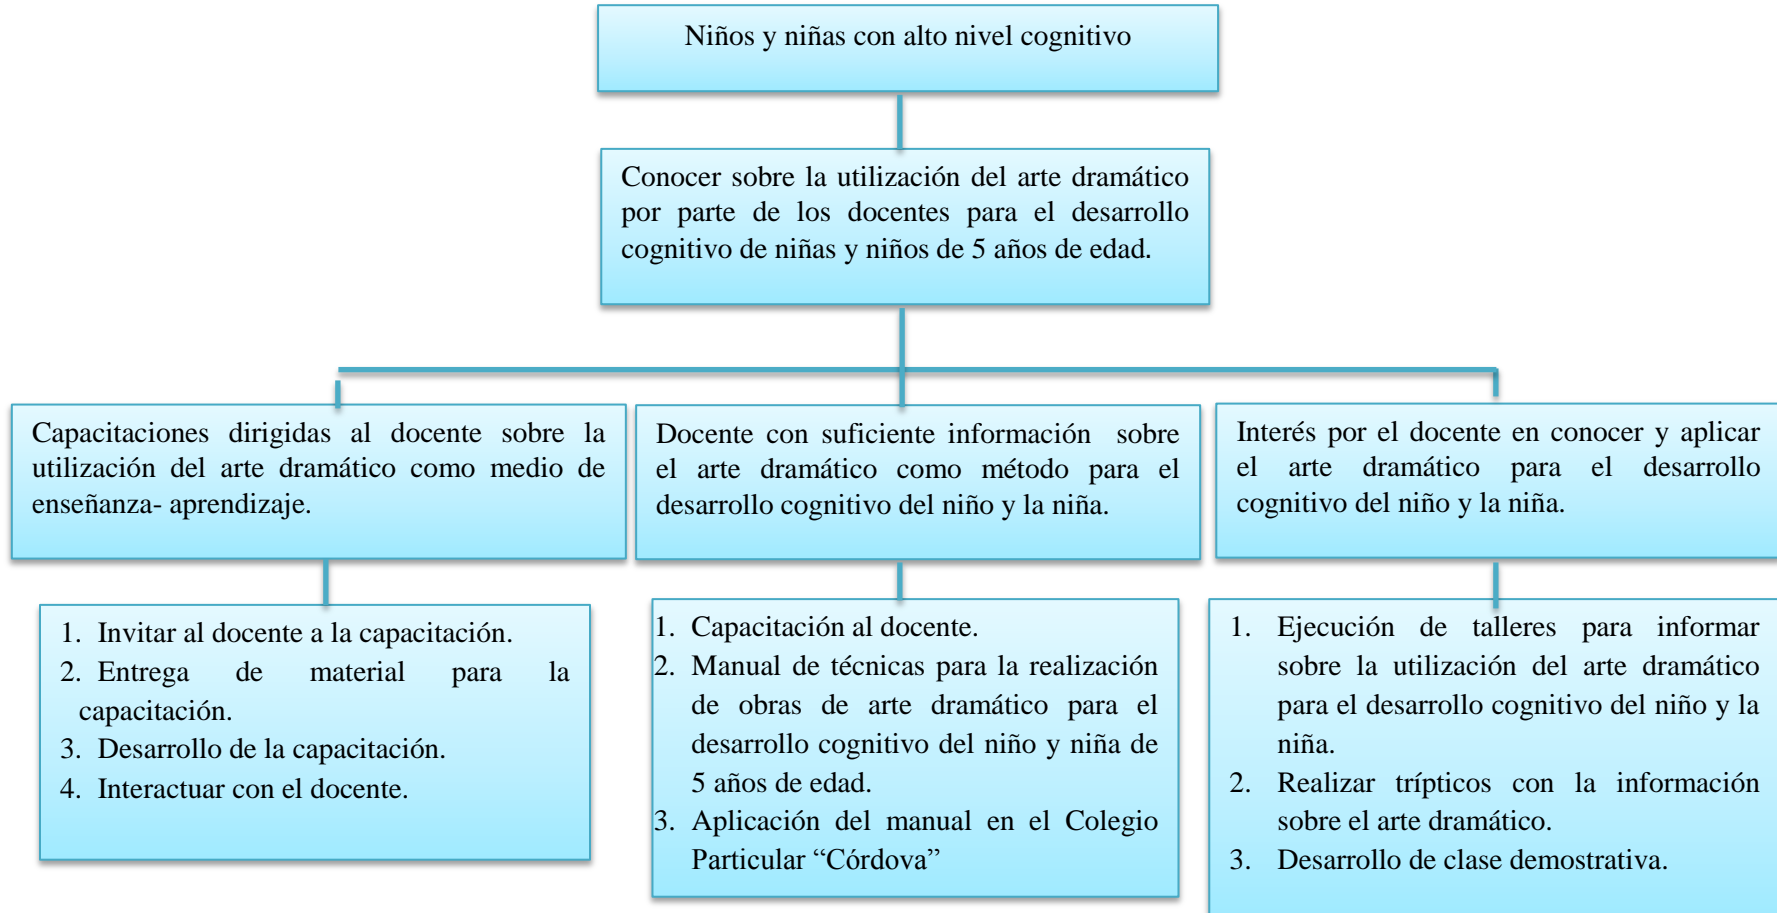 Niños y niñas con alto nivel cognitivo
Conocer sobre la utilización del arte dramático
por parte de los docentes para el desarrollo
cognitivo de niñas y niños de 5 años de edad.
Capacitaciones dirigidas al docente sobre la
utilización del arte dramático como medio de
enseñanza- aprendizaje.
Docente con suficiente información sobre
el arte dramático como método para el
desarrollo cognitivo del niño y la niña.
Interés por el docente en conocer y aplicar
el arte dramático para el desarrollo
cognitivo del niño y la niña.
1. Invitar al docente a la capacitación.
2. Entrega de material para la
capacitación.
3. Desarrollo de la capacitación.
4. Interactuar con el docente.
1. Capacitación al docente.
2. Manual de técnicas para la realización
de obras de arte dramático para el
desarrollo cognitivo del niño y niña de
5 años de edad.
3. Aplicación del manual en el Colegio
Particular “Córdova”
1. Ejecución de talleres para informar
sobre la utilización del arte dramático
para el desarrollo cognitivo del niño y la
niña.
2. Realizar trípticos con la información
sobre el arte dramático.
3. Desarrollo de clase demostrativa.